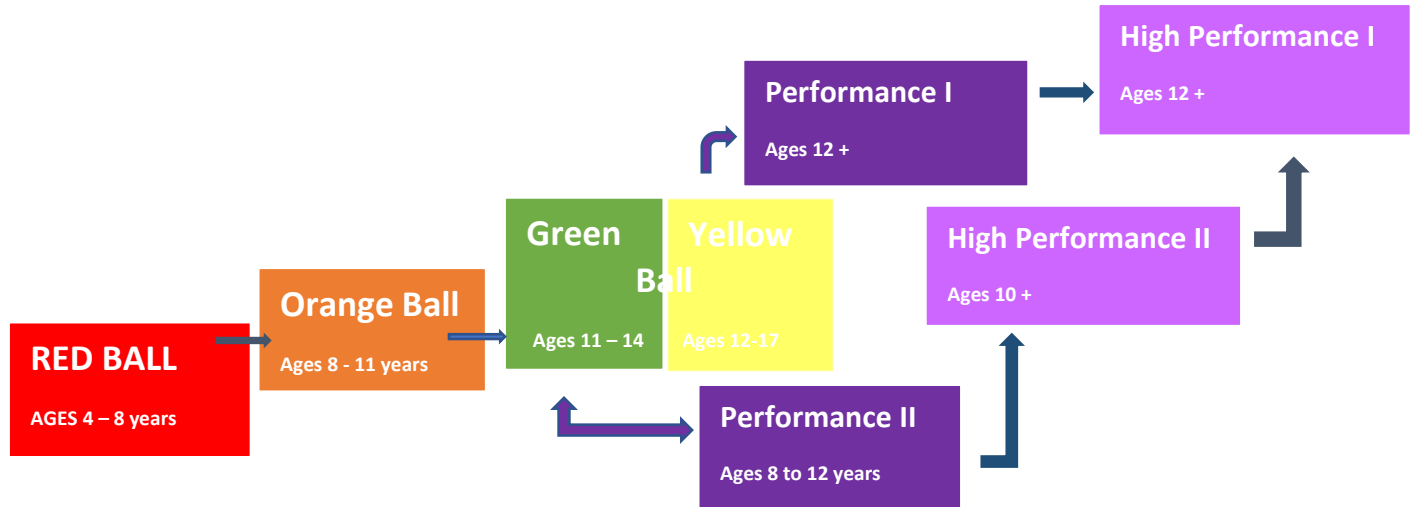 High Performance I
Ages 12 +
Performance I
Ages 12 +
Green Yellow
Ball
Ages 11 – 14
Ages 12-17
High Performance II
Ages 10 +
Orange Ball
Ages 8 - 11 years
RED BALL
AGES 4 – 8 years
Performance II
Ages 8 to 12 years